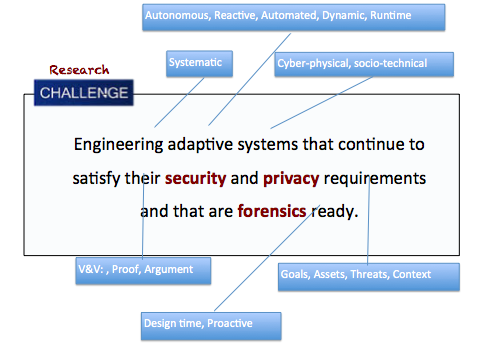 Autonomous, Reactive, Automated, Dynamic, Runtime
Systematic
Cyber-physical, socio-technical
Research
CHALLENGE
Engineering adaptive systems that continue to
satisfy their security and privacy requirements
and that are forensics ready.
V&V: , Proof, Argument
Goals, Assets, Threats, Context
Design time, Proactive